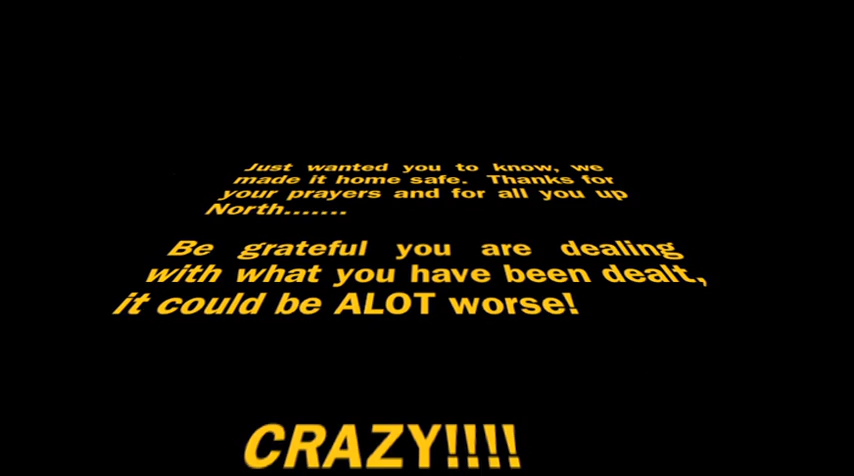 Just wanted you to know, we
made it home safe. Thanks for
your prayers and for all you up
North.......
Be grateful you are dealing
with what you have been dealt,
it could be ALOT worse!
CRAZY!!!!